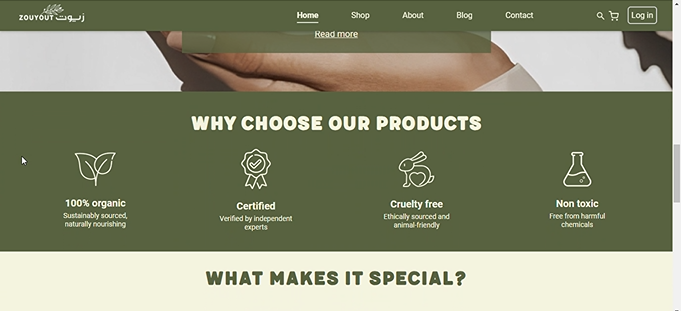 ZOUYOUT زيوت
Home Shop About Blog Contact Log in
Read more
WHY CHOOSE OUR PRODUCTS
100% organic
Sustainably sourced,
naturally nourishing
Certified
Verified by independent
experts
Cruelty free
Ethically sourced and
animal-friendly
Non toxic
Free from harmful
chemicals
WHAT MAKES IT SPECIAL?